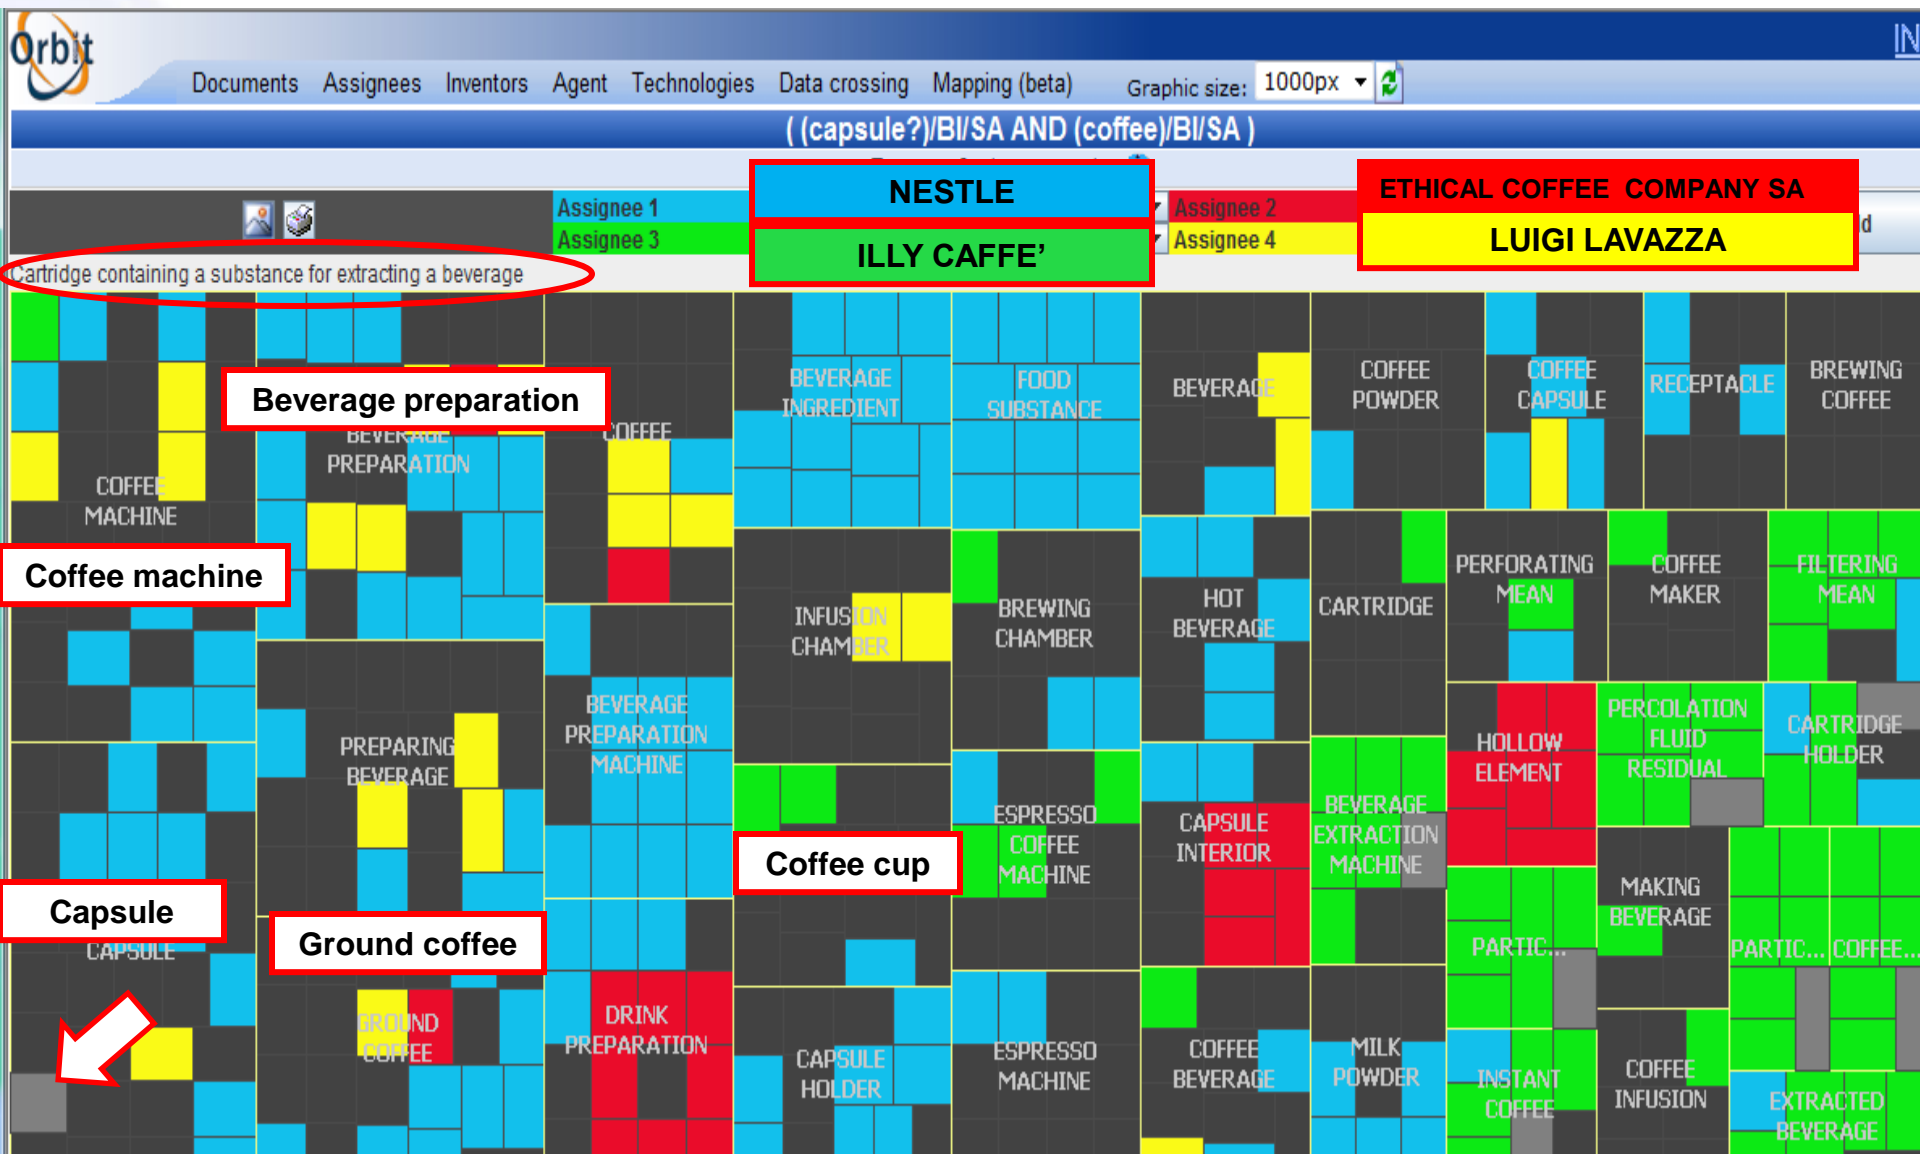 Orbit
IN
Documents Assignees Inventors Agent Technologies Data crossing Mapping (beta) Graphic size: 1000px
( (capsule?)/BI/SA AND (coffee)/BI/SA )
Assignee 1
NESTLE
Assignee 2
ETHICAL COFFEE COMPANY SA
Assignee 3
ILLY CAFFE'
Assignee 4
LUIGI LAVAZZA
Cartridge containing a substance for extracting a beverage
COFFEE
MACHINE
Coffee machine
Beverage preparation
BEVERAGE
PREPARATION
COFFEE
BEVERAGE
INGREDIENT
FOOD
SUBSTANCE
BEVERAGE
COFFEE
POWDER
COFFEE
CAPSULE
RECEPTACLE
BREWING
COFFEE
INFUSION
CHAMBER
BREWING
CHAMBER
HOT
BEVERAGE
CARTRIDGE
PERFORATING
MEAN
COFFEE
MAKER
FILTERING
MEAN
PREPARING
BEVERAGE
BEVERAGE
PREPARATION
MACHINE
HOLLOW
ELEMENT
PERCOLATION
FLUID
RESIDUAL
CARTRIDGE
HOLDER
Coffee cup
ESPRESSO
COFFEE
MACHINE
CAPSULE
INTERIOR
BEVERAGE
EXTRACTION
MACHINE
MAKING
BEVERAGE
Capsule
CAPSULE
Ground coffee
GROUND
COFFEE
PARTIC...
PARTIC...
COFFEE...
DRINK
PREPARATION
CAPSULE
HOLDER
ESPRESSO
MACHINE
COFFEE
BEVERAGE
MILK
POWDER
INSTANT
COFFEE
COFFEE
INFUSION
EXTRACTED
BEVERAGE